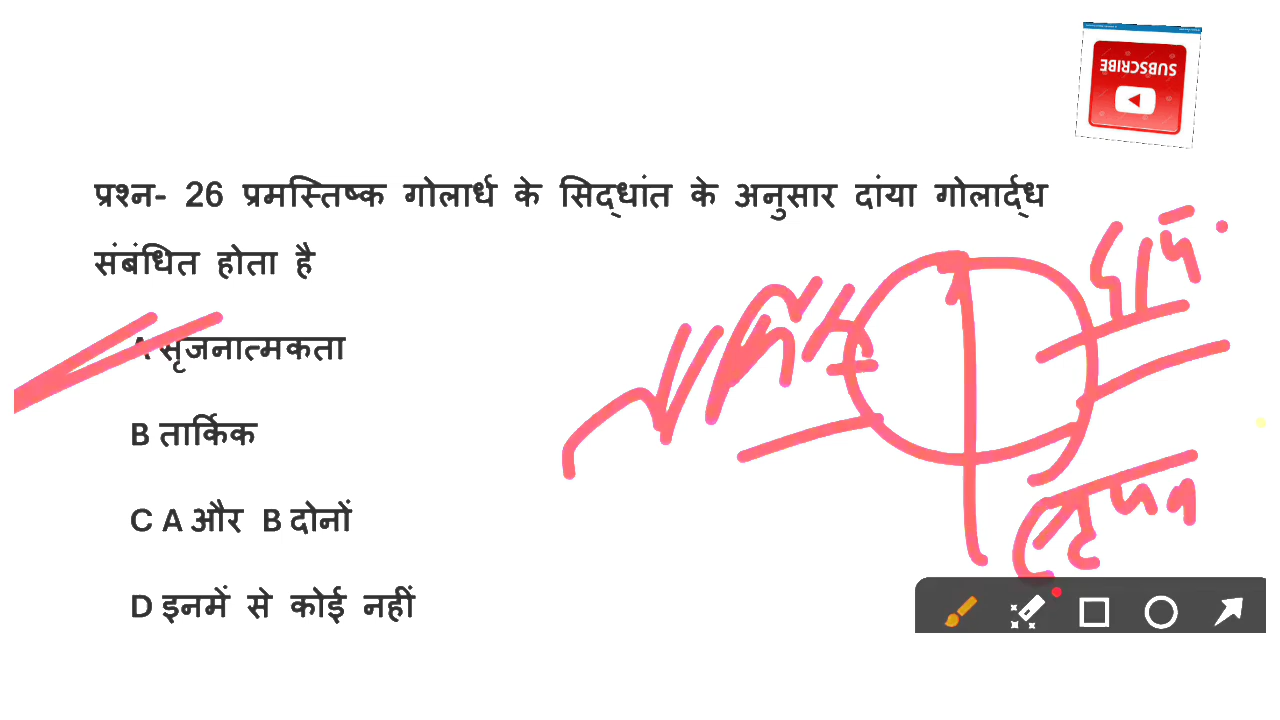 SUBSCRIBE
प्रश्न- 26 प्रमस्तिष्क गोलार्ध के सिद्धांत के अनुसार दांया गोलार्द्ध
संबंधित होता है
A सृजनात्मकता
B तार्किक
C A और B दोनों
D इनमें से कोई नहीं